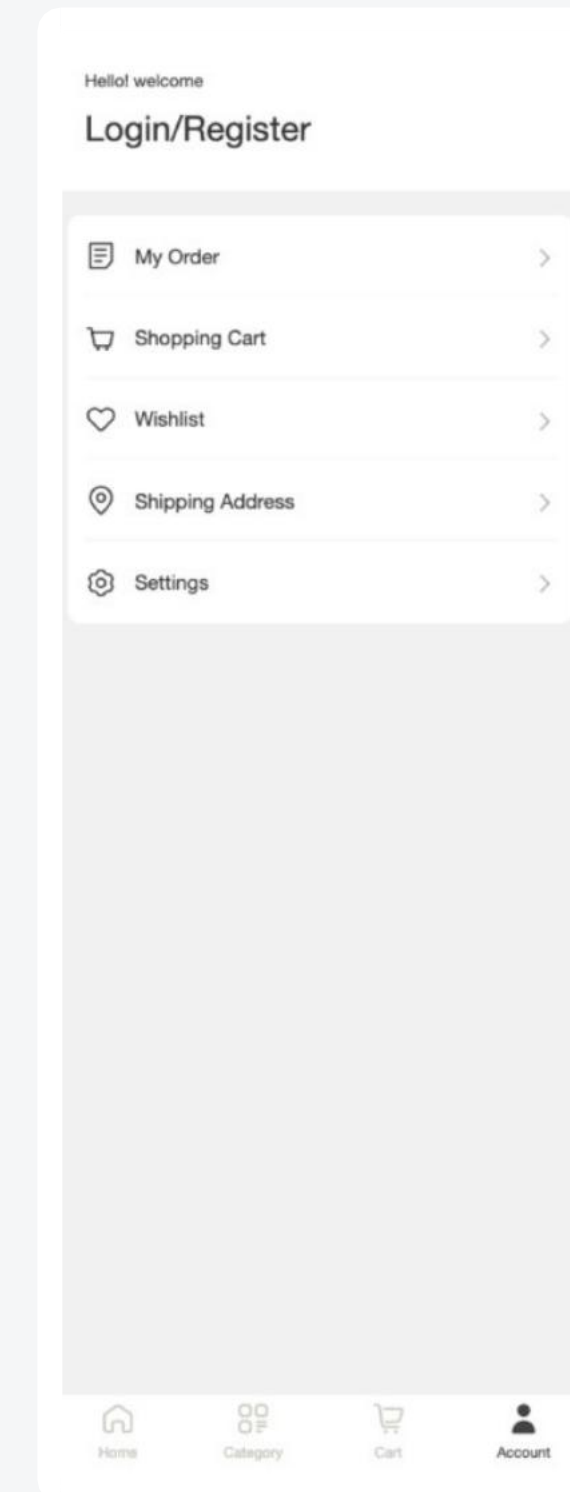 Hello! welcome
Login/Register
My Order
Shopping Cart
Wishlist
Shipping Address
Settings
Home
Category
Cart
Account